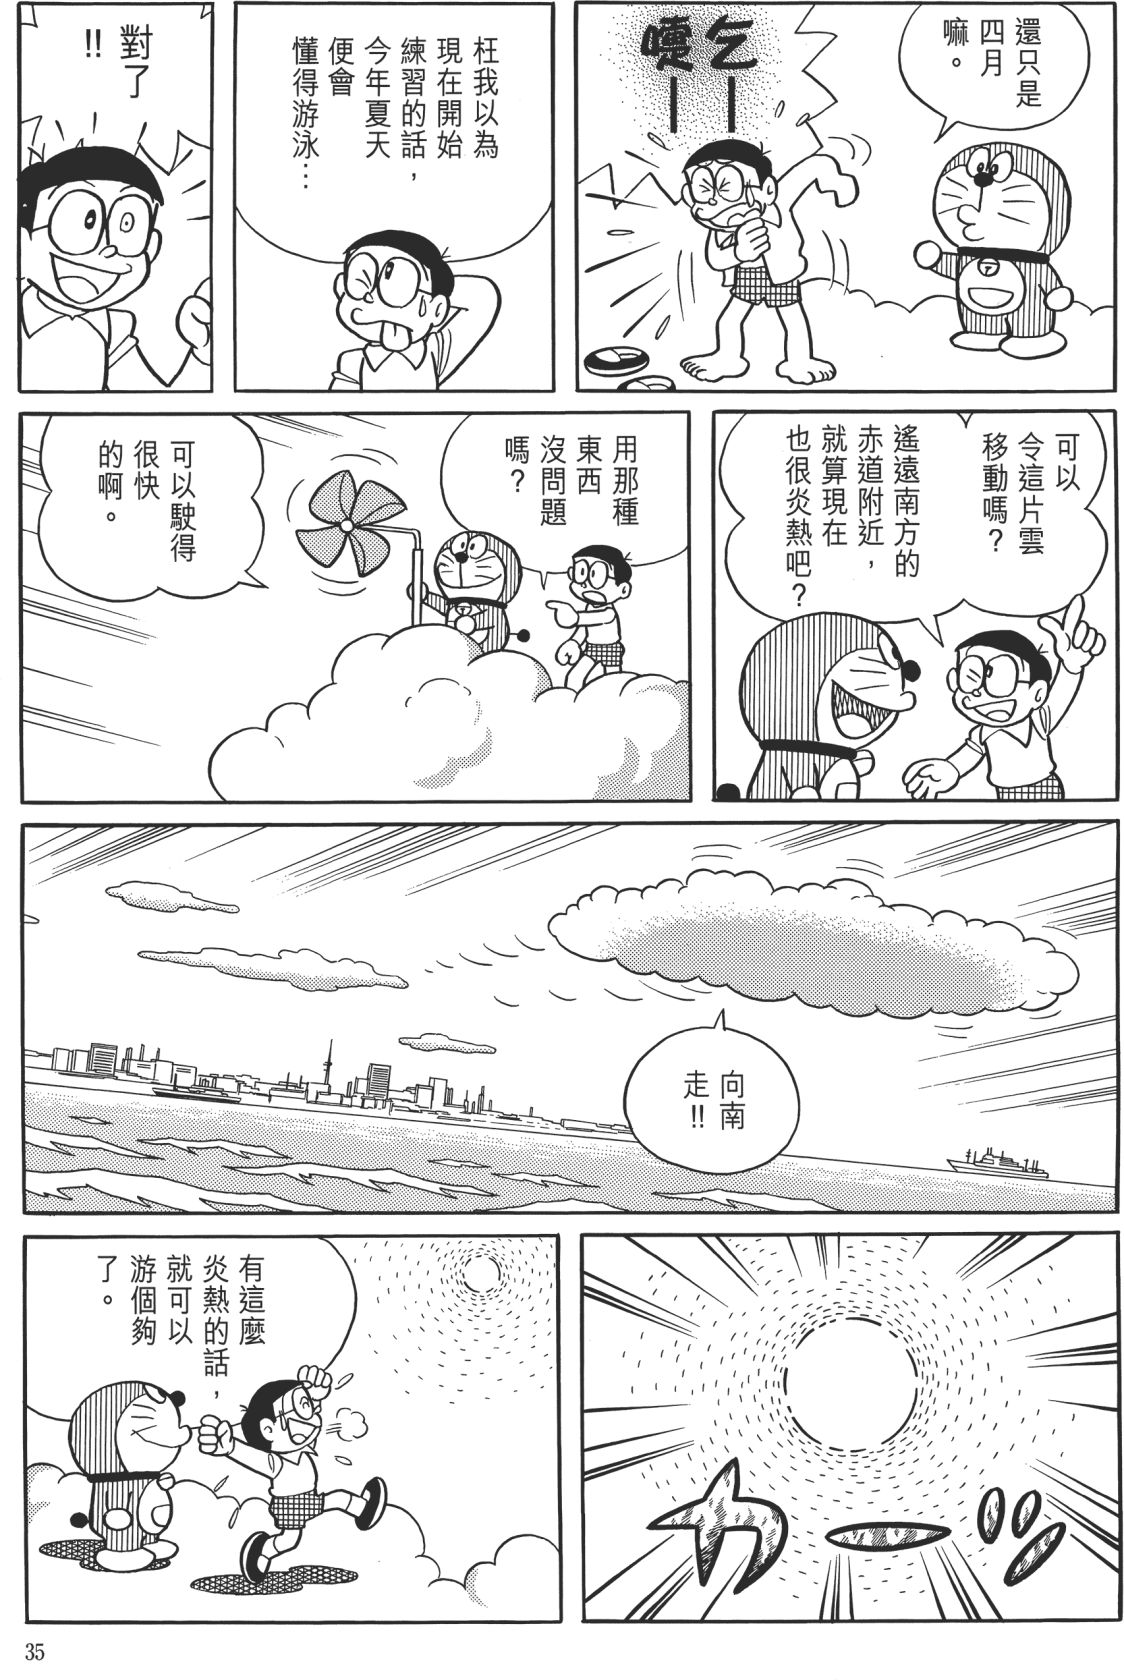 還只是
四月
嘛。
乞嚏
——
枉我以為
現在開始
練習的話，
今年夏天
便會
懂得游泳…
對了
!!
可以
令這片雲
移動嗎？
遙遠南方的
赤道附近，
就算現在
也很炎熱吧？
用那種
東西
沒問題
嗎？
可以駛得
很快
的啊。
向南
走!!
カーッ
有這麼
炎熱的話，
就可以
游個夠
了。
35